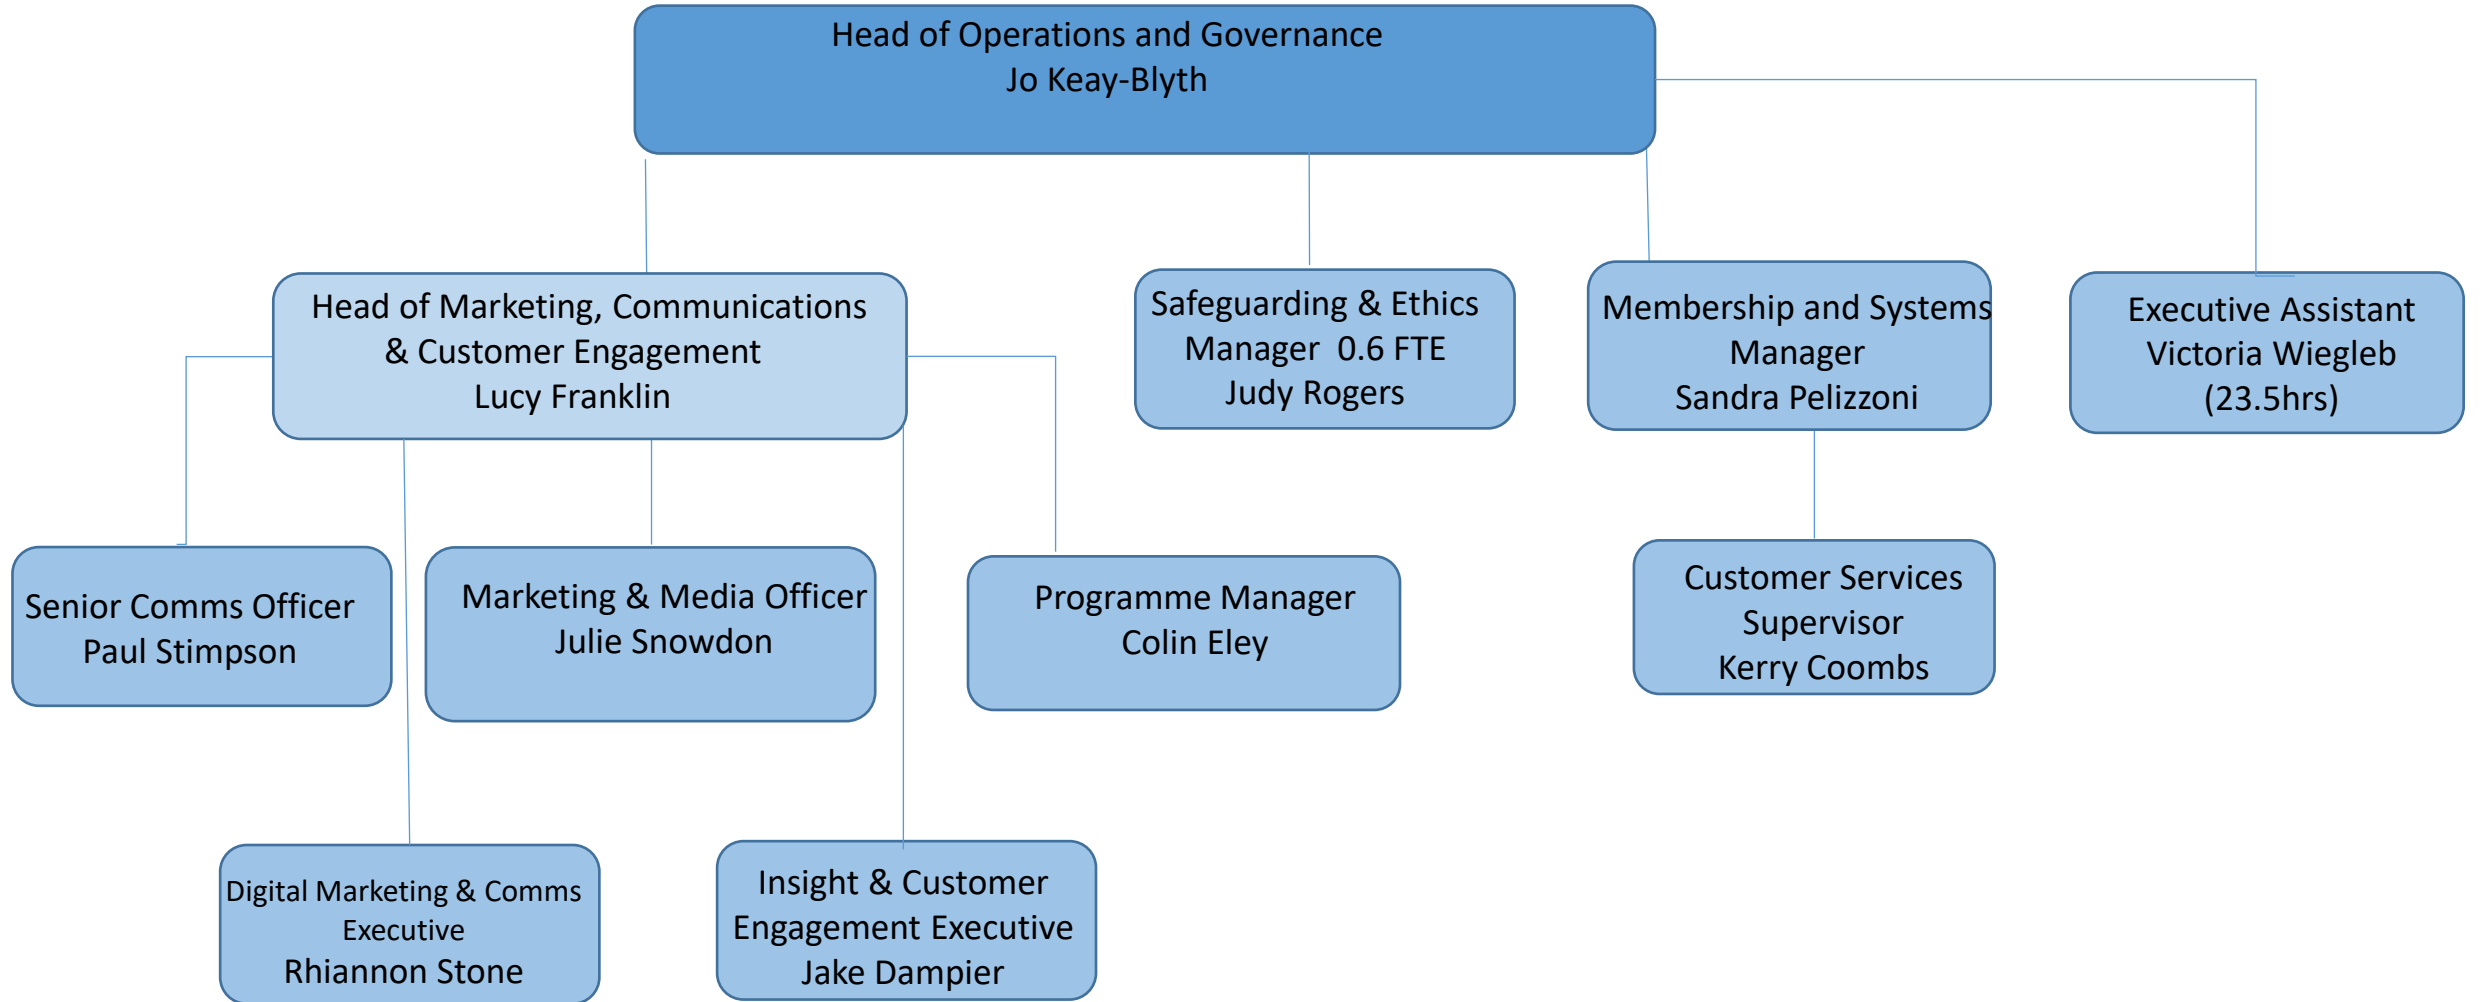 Head of Operations and Governance
Jo Keay-Blyth
Head of Marketing, Communications
& Customer Engagement
Lucy Franklin
Safeguarding & Ethics
Manager 0.6 FTE
Judy Rogers
Membership and Systems
Manager
Sandra Pelizzoni
Executive Assistant
Victoria Wiegleb
(23.5hrs)
Senior Comms Officer
Paul Stimpson
Marketing & Media Officer
Julie Snowdon
Programme Manager
Colin Eley
Customer Services
Supervisor
Kerry Coombs
Digital Marketing & Comms
Executive
Rhiannon Stone
Insight & Customer
Engagement Executive
Jake Dampier